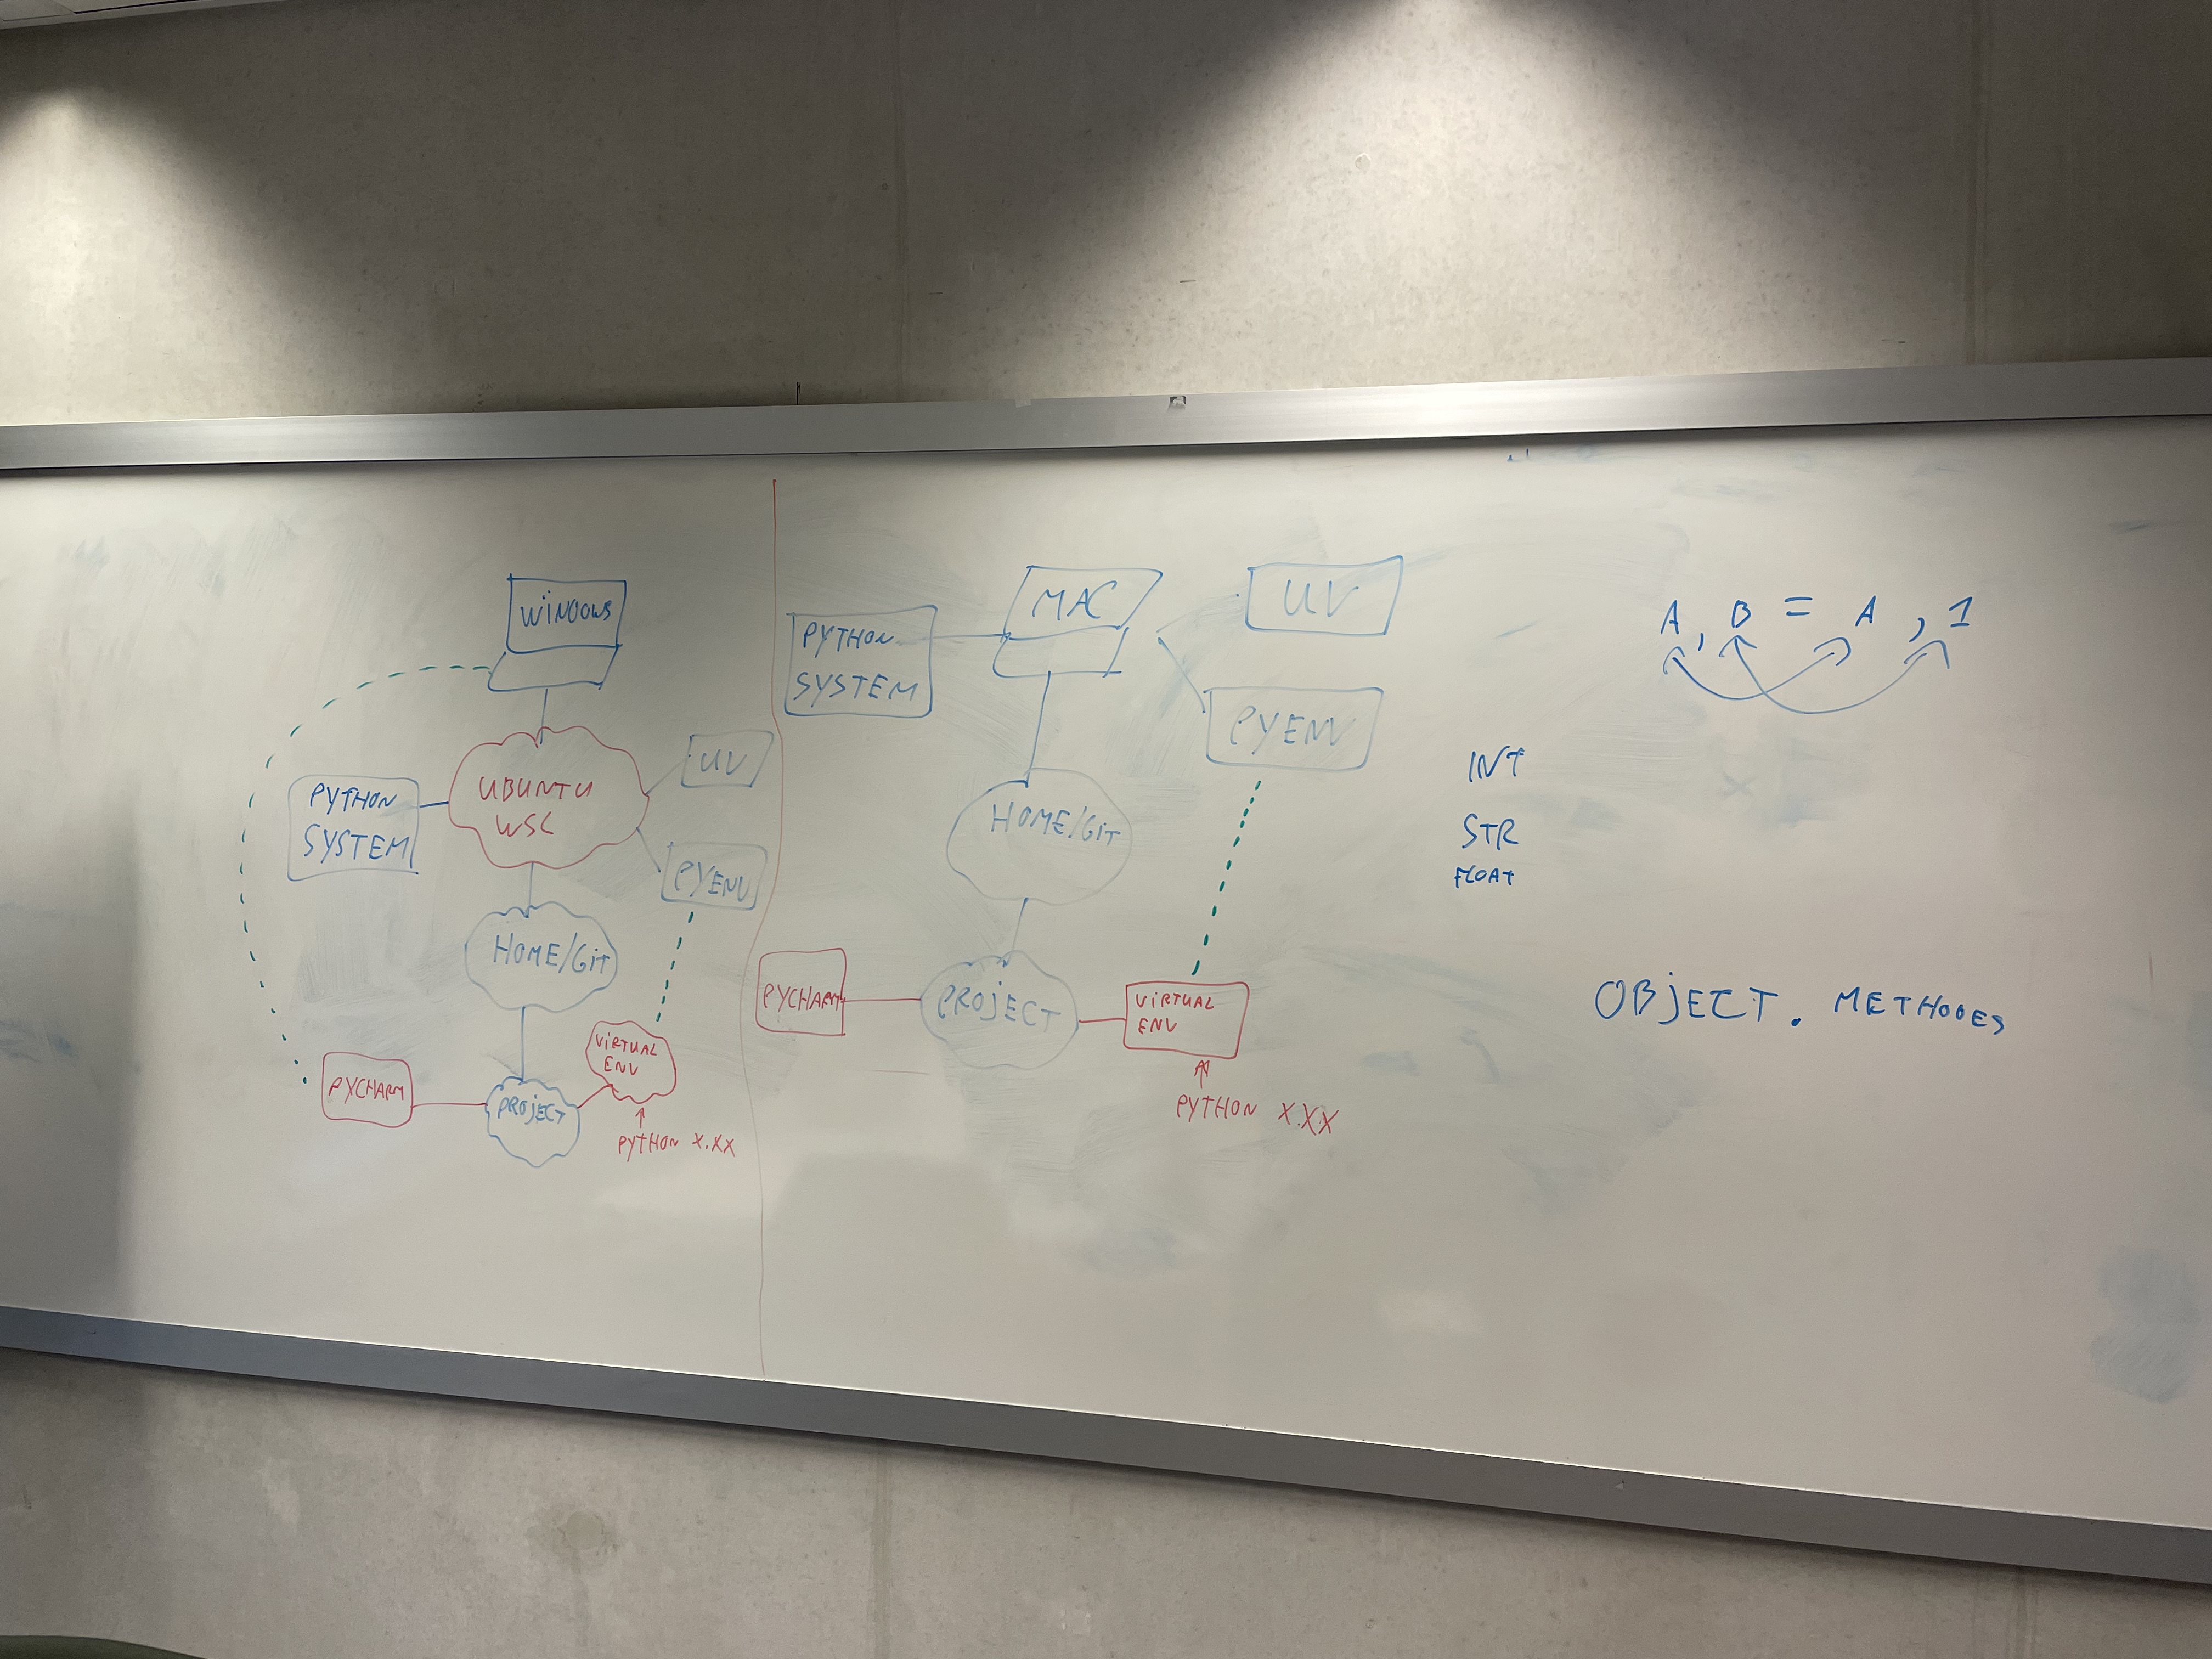 WINDOWS
UBUNTU
WSL
PYTHON
SYSTEM
UV
PYENV
HOME/GIT
VIRTUAL
ENV
PYCHARM
PROJECT
PYTHON X.XX
MAC
UV
PYTHON
SYSTEM
PYENV
HOME/GIT
PYCHARM
PROJECT
VIRTUAL
ENV
PYTHON X.XX
A, B = A, 1
INT
STR
FLOAT
OBJECT. METHODES